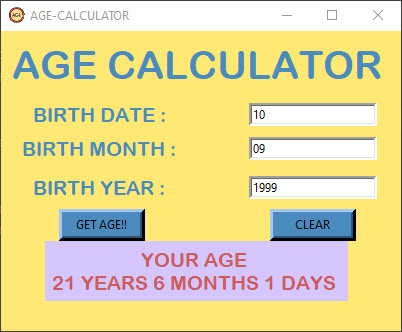 AGE AGE-CALCULATOR
AGE CALCULATOR
BIRTH DATE : 10
BIRTH MONTH : 09
BIRTH YEAR : 1999
GET AGE!! CLEAR
YOUR AGE
21 YEARS 6 MONTHS 1 DAYS